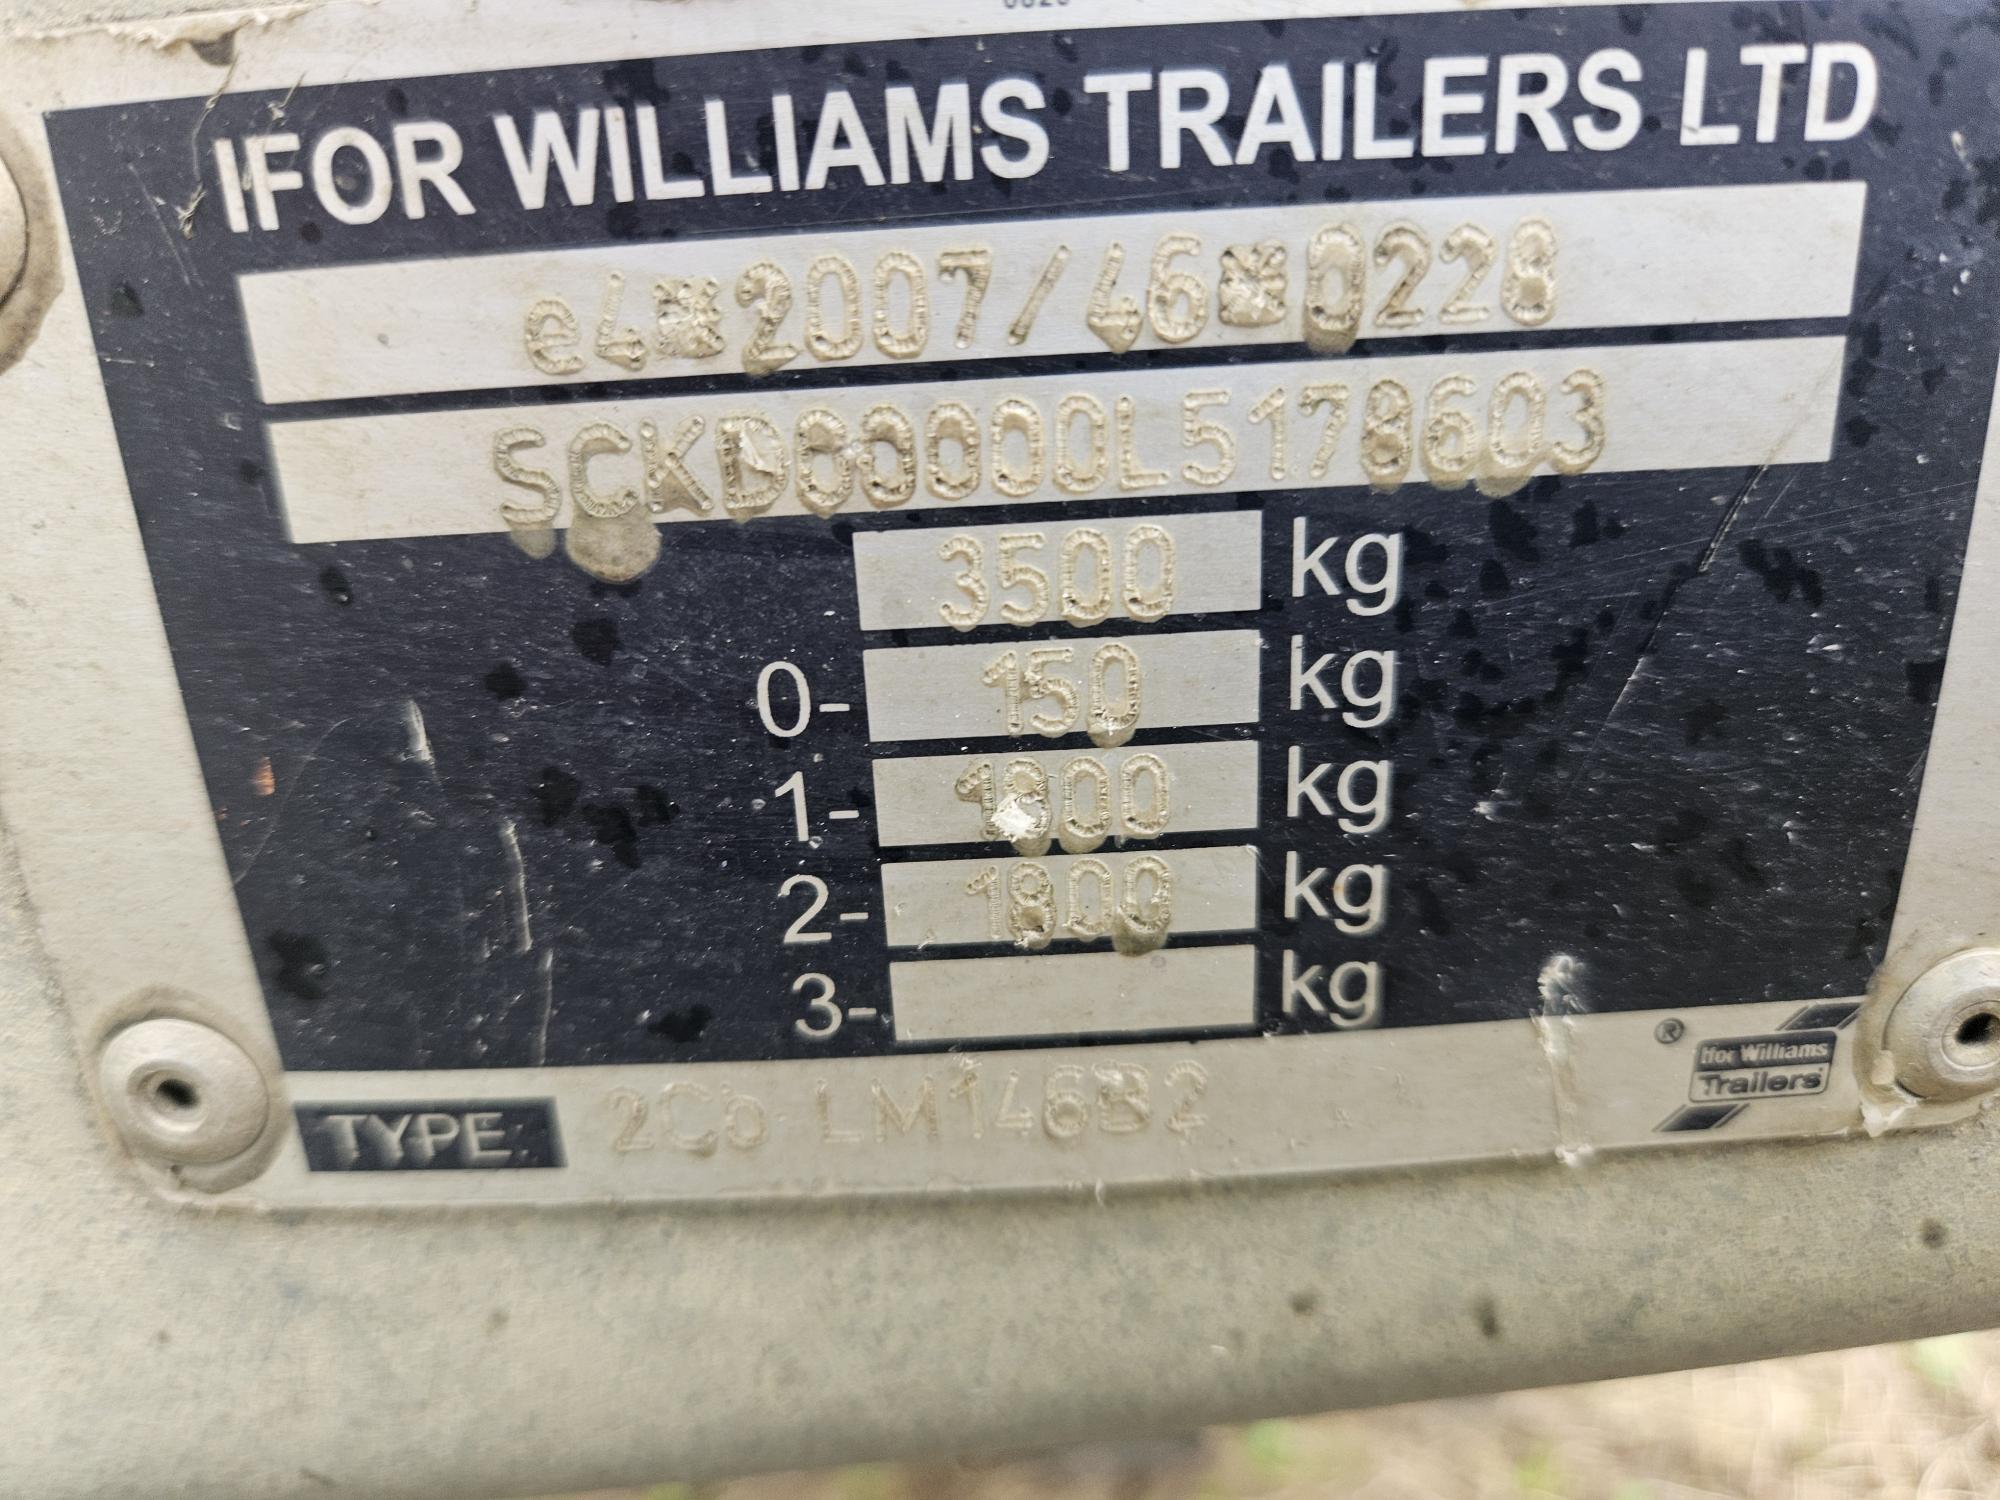 IFOR WILLIAMS TRAILERS LTD
e4*2007/46*0228
SCKD00000L5178603
3500 kg
0- 150 kg
1- 1800 kg
2- 1800 kg
3- kg
TYPE. 2Cb LM146B2
®
Ifor Williams
Trailers